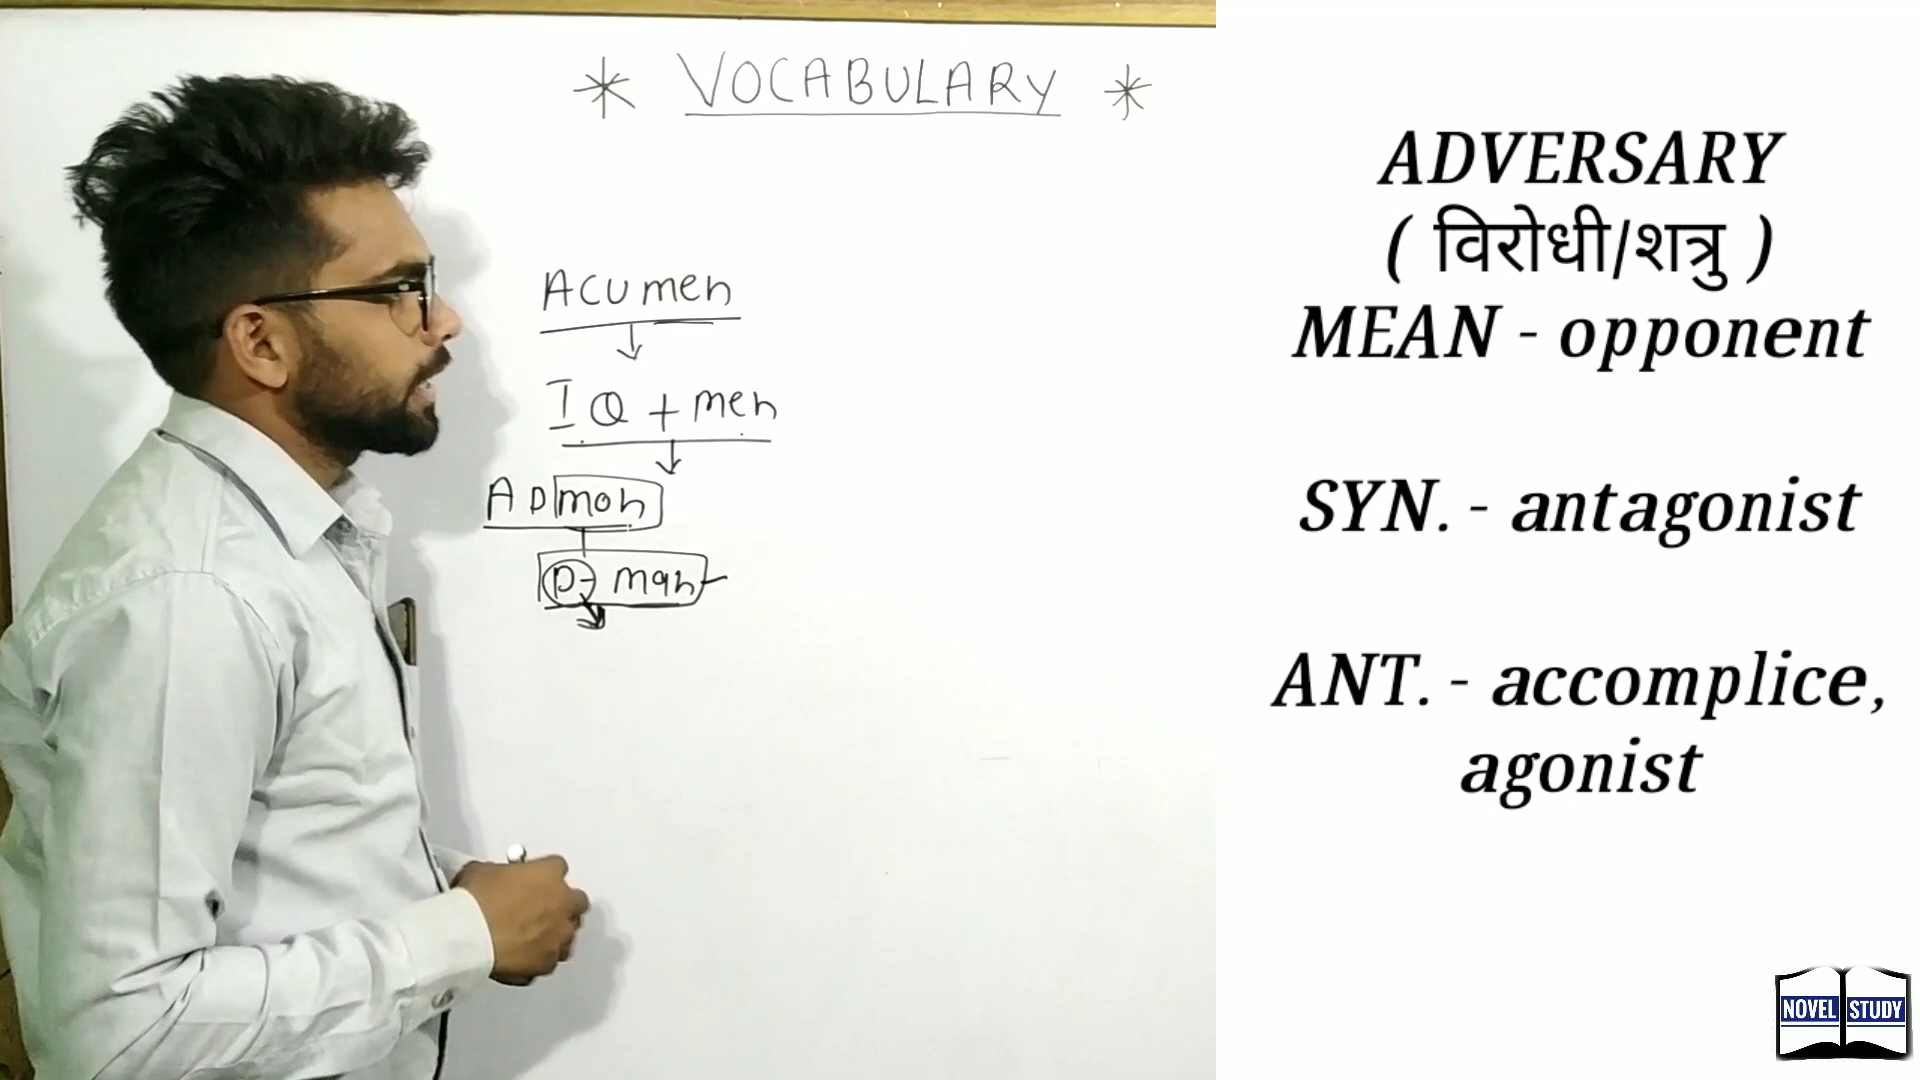 * VOCABULARY *
Acumen
IQ + men
ADmon
D- man
ADVERSARY
( विरोधी/शत्रु )
MEAN - opponent
SYN. - antagonist
ANT. - accomplice,
agonist
NOVEL STUDY